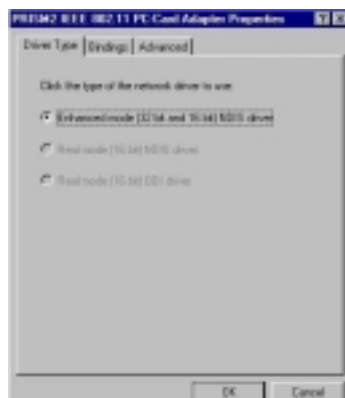 PRISM2 IEEE 802.11 PC-Card Adapter Properties
Driver Type Bindings Advanced
Click the type of the network driver to use:
Enhanced mode (32 bit and 16 bit) NDIS driver
Real mode (16 bit) NDIS driver
Real mode (16 bit) ODI driver
OK Cancel